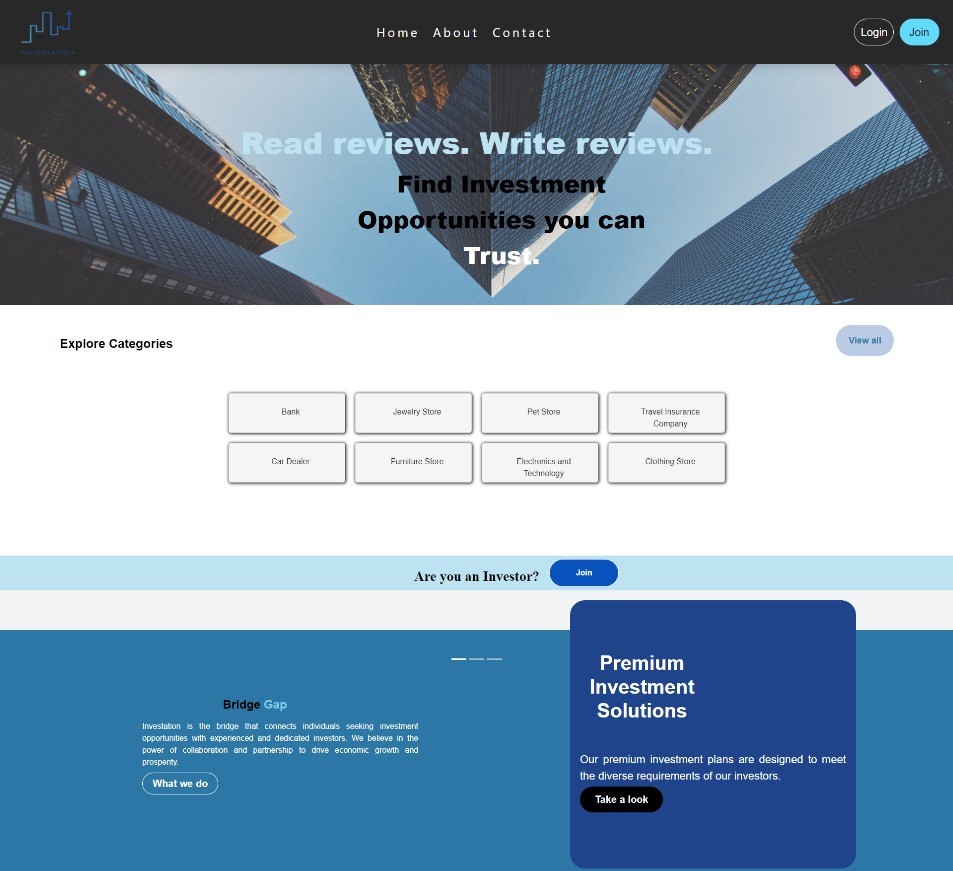 INVESTATION
Home About Contact
Login Join
Read reviews. Write reviews.
Find Investment
Opportunities you can
Trust.
Explore Categories
View all
Bank
Jewelry Store
Pet Store
Travel Insurance
Company
Car Dealer
Furniture Store
Electronics and
Technology
Clothing Store
Are you an Investor? Join
Bridge Gap
Investation is the bridge that connects individuals seeking investment
opportunities with experienced and dedicated investors. We believe in the
power of collaboration and partnership to drive economic growth and
prosperity.
What we do
Premium
Investment
Solutions
Our premium investment plans are designed to meet
the diverse requirements of our investors.
Take a look